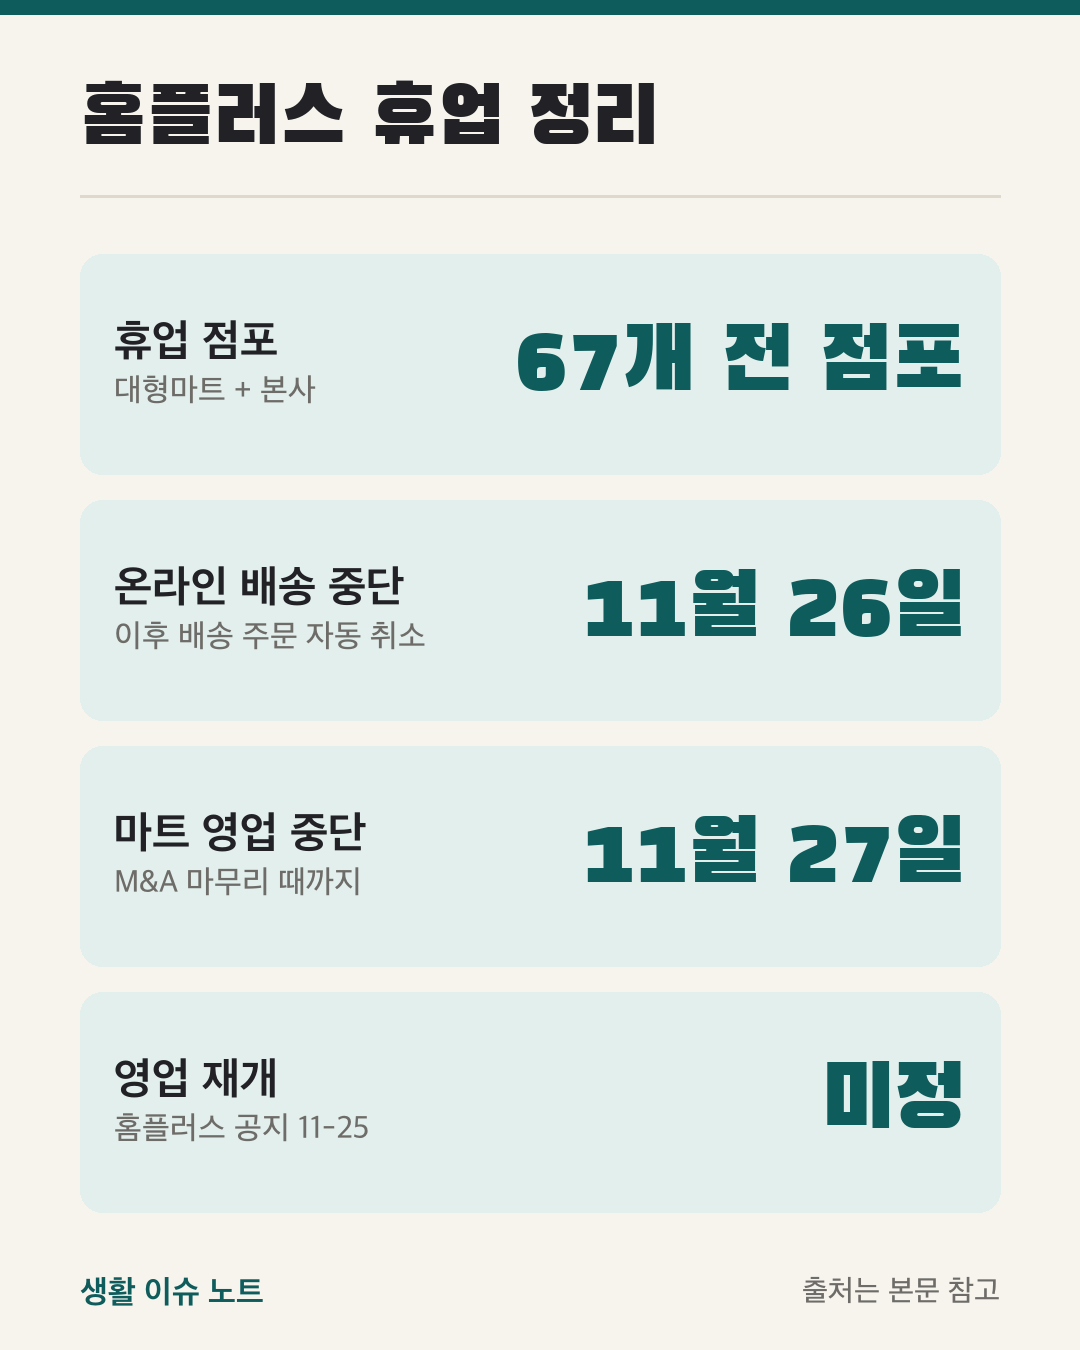 홈플러스 휴업 정리
휴업 점포
대형마트 + 본사
67개 전 점포
온라인 배송 중단
이후 배송 주문 자동 취소
11월 26일
마트 영업 중단
M&A 마무리 때까지
11월 27일
영업 재개
홈플러스 공지 11-25
미정
생활 이슈 노트
출처는 본문 참고